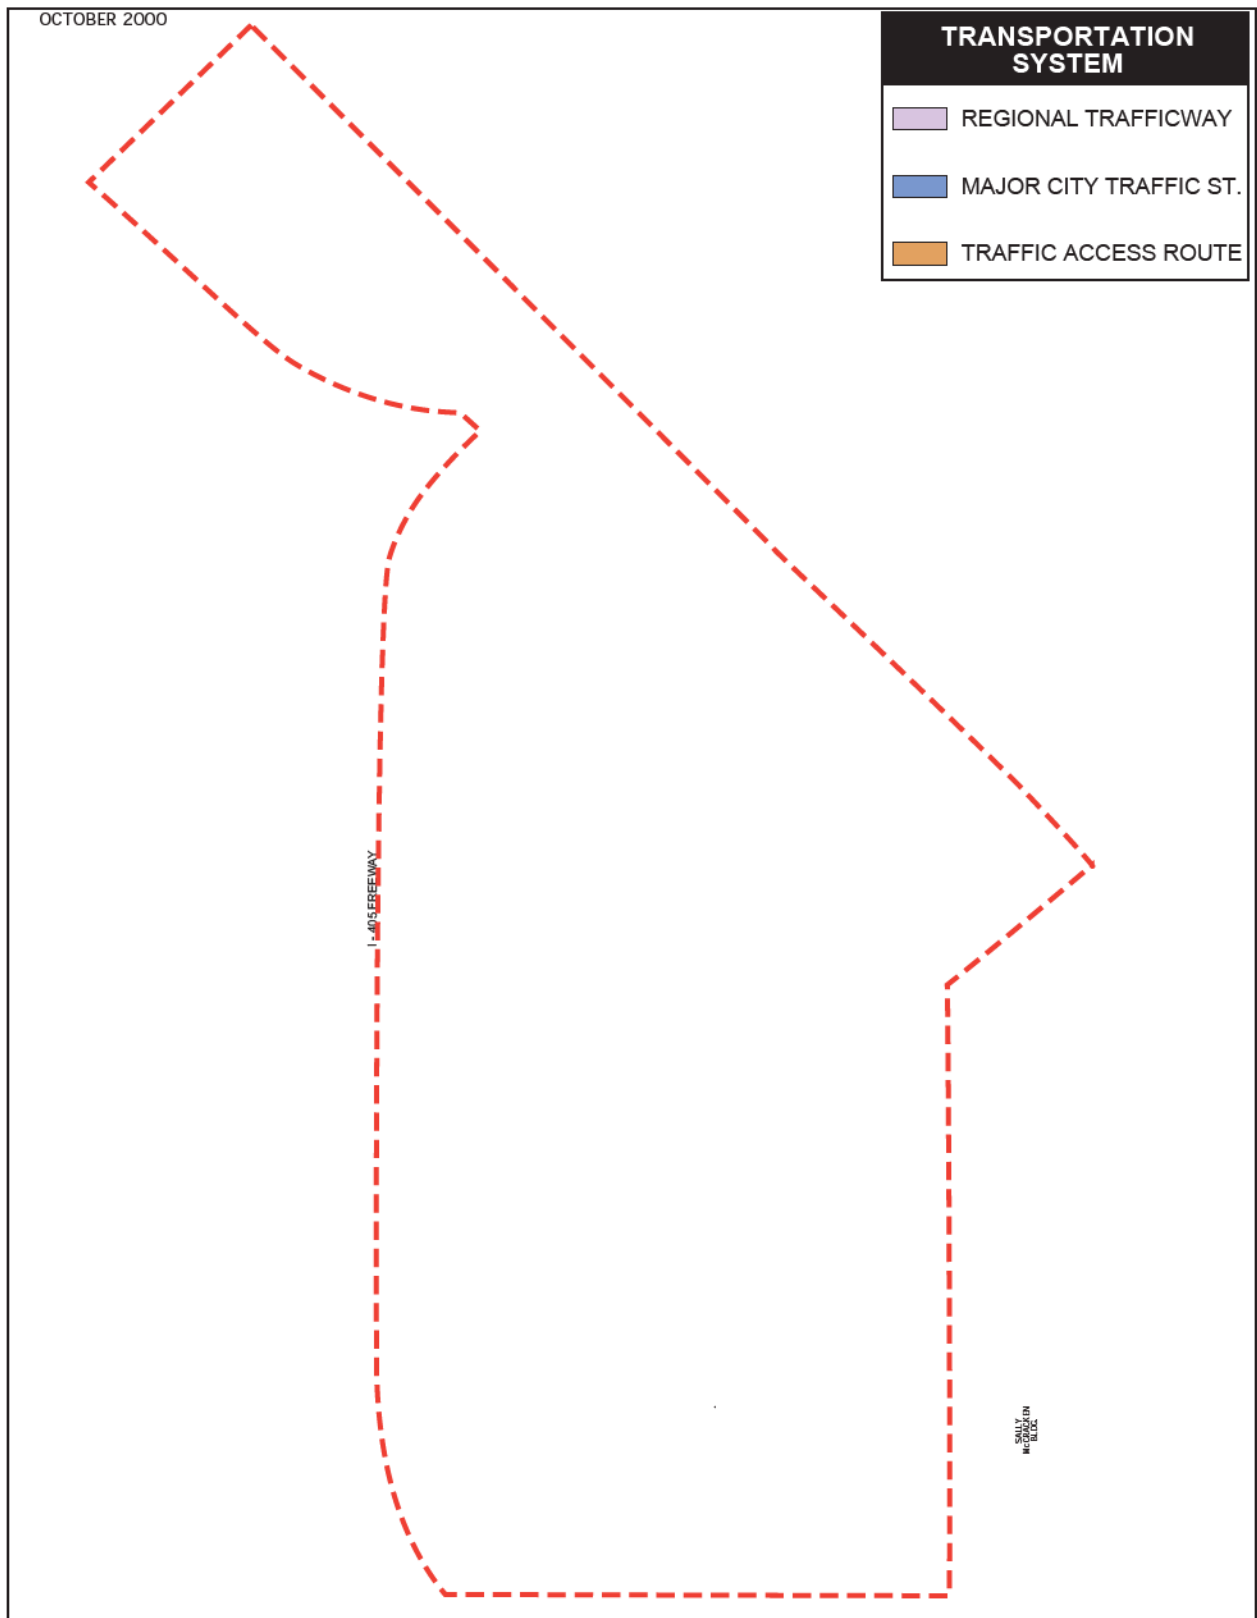 OCTOBER 2000
TRANSPORTATION
SYSTEM
REGIONAL TRAFFICWAY
MAJOR CITY TRAFFIC ST.
TRAFFIC ACCESS ROUTE
I - 405 FREEWAY
SALLY
McCRACKEN
BLDG.